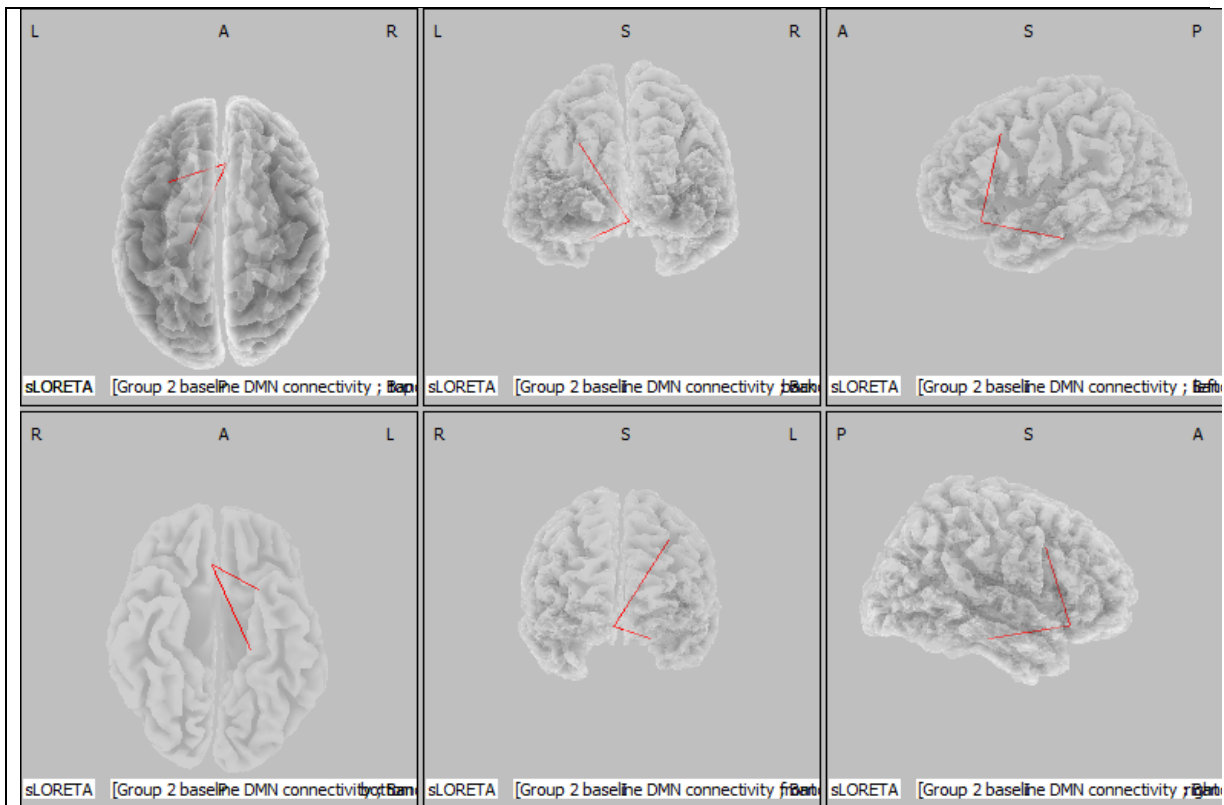 L A R
L S R
A S P
sLORETA [Group 2 baseline DMN connectivity ;
sLORETA [Group 2 baseline DMN connectivity ;
sLORETA [Group 2 baseline DMN connectivity ;
R A L
R S L
P S A
sLORETA [Group 2 baseline DMN connectivity ;
sLORETA [Group 2 baseline DMN connectivity ;
sLORETA [Group 2 baseline DMN connectivity ;